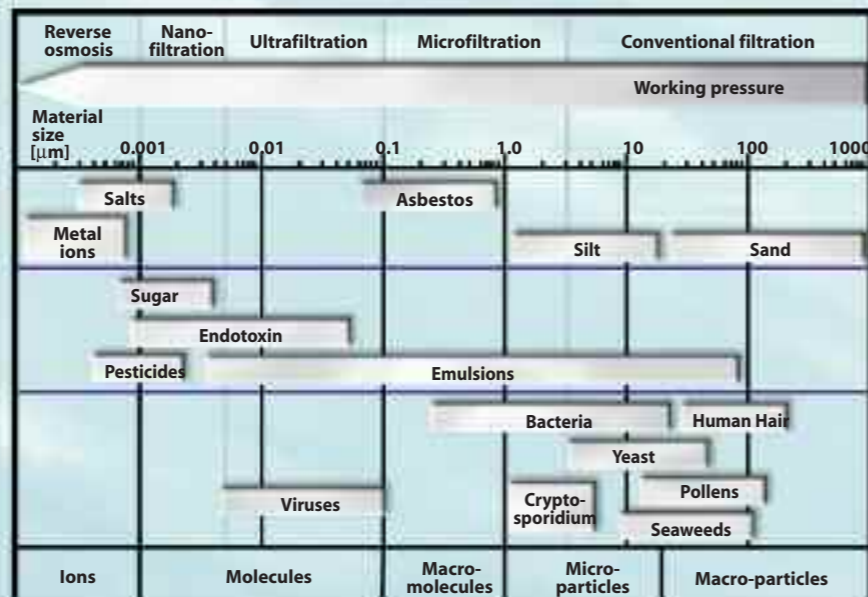 Reverse osmosis
Nano-filtration
Ultrafiltration
Microfiltration
Conventional filtration
Working pressure
Material size [µm]
0.001 0.01 0.1 1.0 10 100 1000
Salts
Asbestos
Metal ions
Silt
Sand
Sugar
Endotoxin
Pesticides
Emulsions
Bacteria
Human Hair
Yeast
Viruses
Crypto-sporidium
Pollens
Seaweeds
Ions
Molecules
Macro-molecules
Micro-particles
Macro-particles